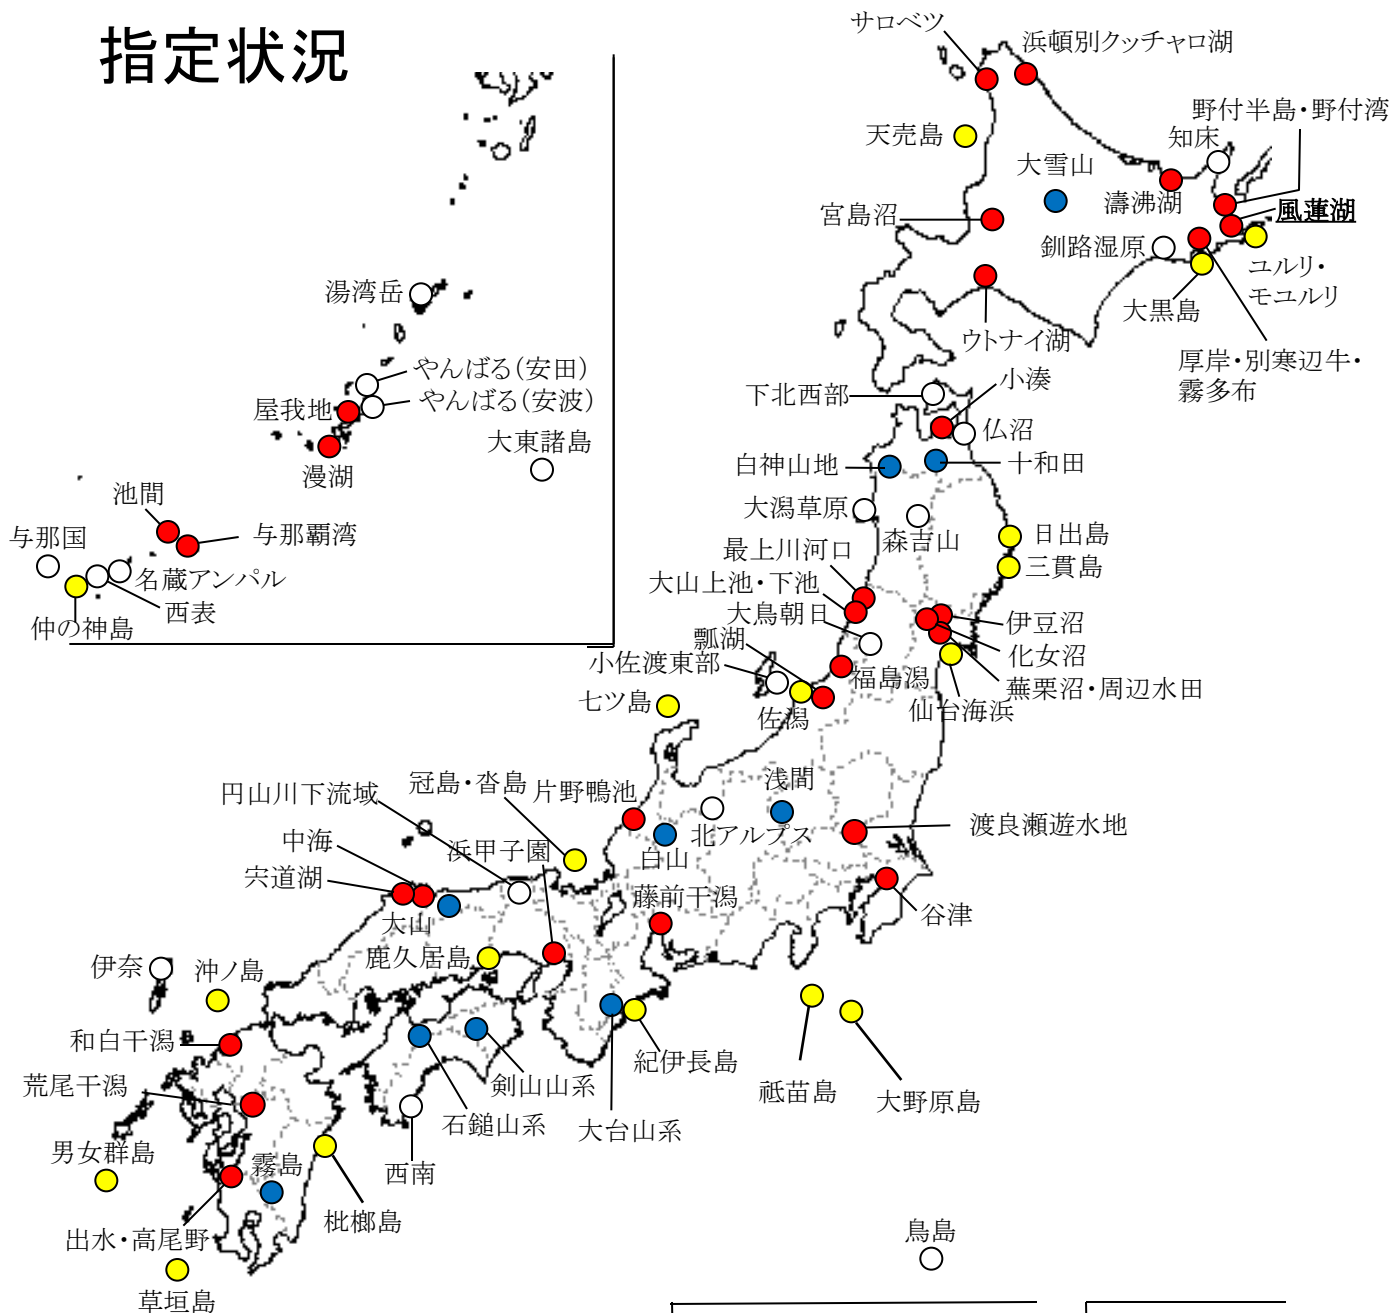 指定状況
サロベツ
浜頓別クッチャロ湖
野付半島・野付湾
天売島
知床
大雪山
濤沸湖
宮島沼
風蓮湖
釧路湿原
ユルリ・
モユルリ
大黒島
ウトナイ湖
厚岸・別寒辺牛・
霧多布
湯湾岳
やんばる(安田)
やんばる(安波)
屋我地
大東諸島
漫湖
池間
与那覇湾
与那国
名蔵アンパル
西表
仲の神島
下北西部
小湊
仏沼
白神山地
十和田
大潟草原
森吉山
日出島
三貫島
最上川河口
大山上池・下池
大鳥朝日
伊豆沼
化女沼
蕪栗沼・周辺水田
瓢湖
福島潟
仙台海浜
小佐渡東部
佐潟
七ツ島
浅間
北アルプス
渡良瀬遊水地
円山川下流域
冠島・沓島
片野鴨池
白山
中海
宍道湖
浜甲子園
大山
藤前干潟
谷津
鹿久居島
伊奈
沖ノ島
和白干潟
荒尾干潟
紀伊長島
祗苗島
大野原島
剣山山系
石鎚山系
大台山系
西南
男女群島
霧島
枇榔島
出水・高尾野
草垣島
鳥島